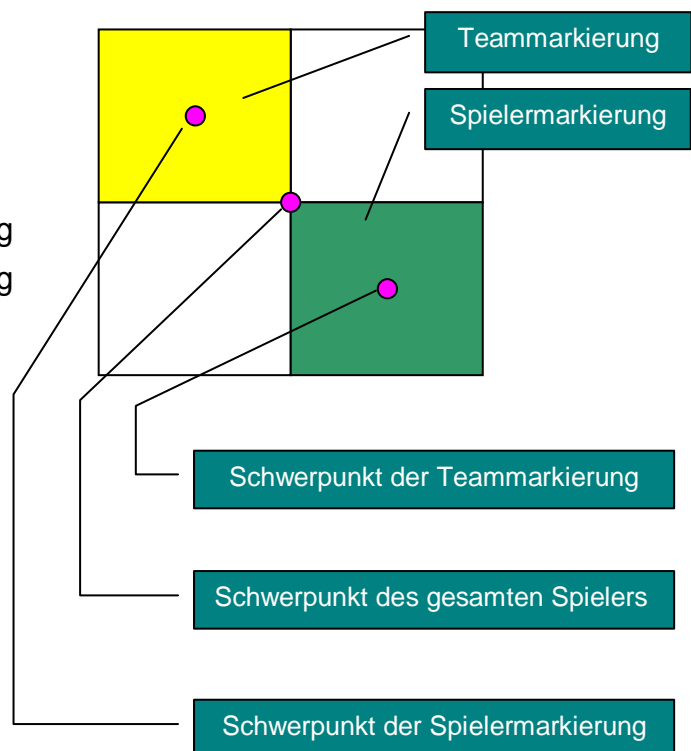 Teammarkierung
Spielermarkierung
g
g
Schwerpunkt der Teammarkierung
Schwerpunkt des gesamten Spielers
Schwerpunkt der Spielermarkierung